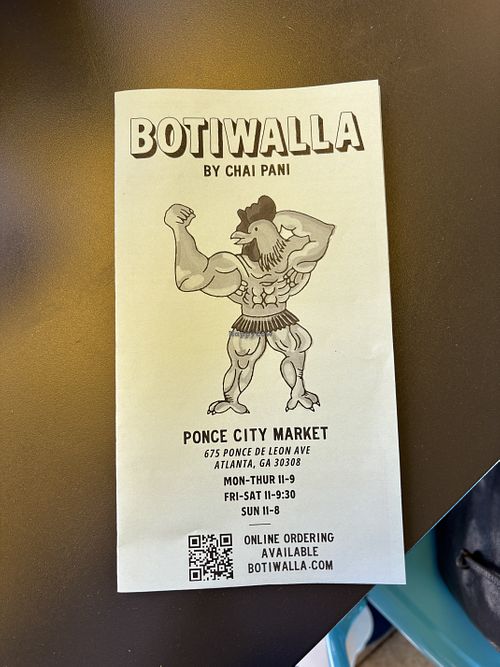 BOTIWALLA
BY CHAI PANI
HappyCow
PONCE CITY MARKET
675 PONCE DE LEON AVE
ATLANTA, GA 30308
MON-THUR 11-9
FRI-SAT 11-9:30
SUN 11-8
ONLINE ORDERING
AVAILABLE
BOTIWALLA.COM